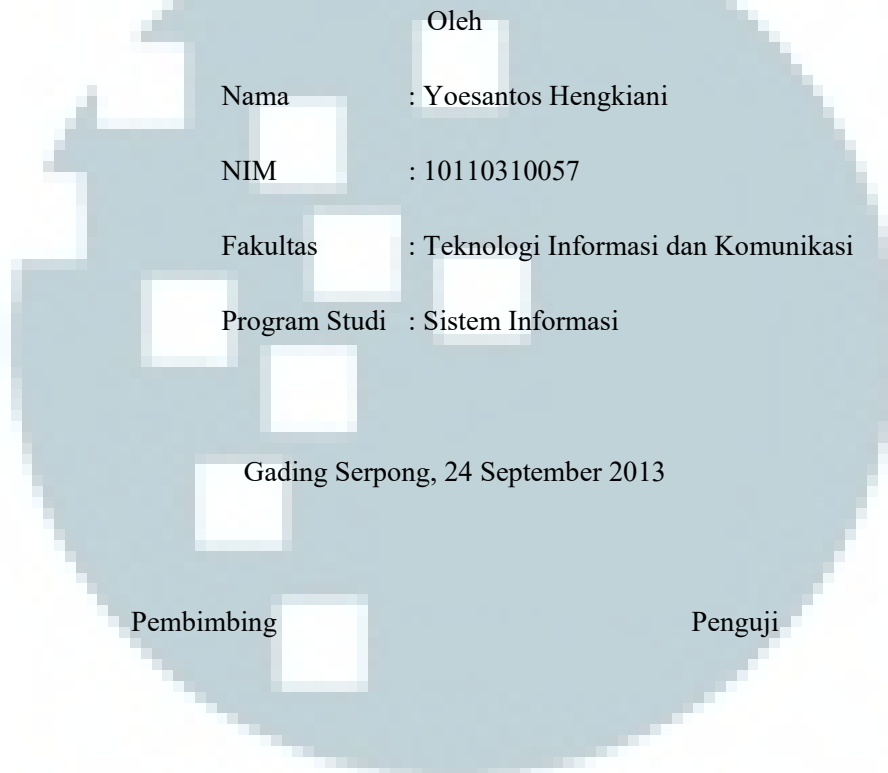 Oleh
Nama : Yoesantos Hengkiani
NIM : 10110310057
Fakultas : Teknologi Informasi dan Komunikasi
Program Studi : Sistem Informasi
Gading Serpong, 24 September 2013
Pembimbing Penguji